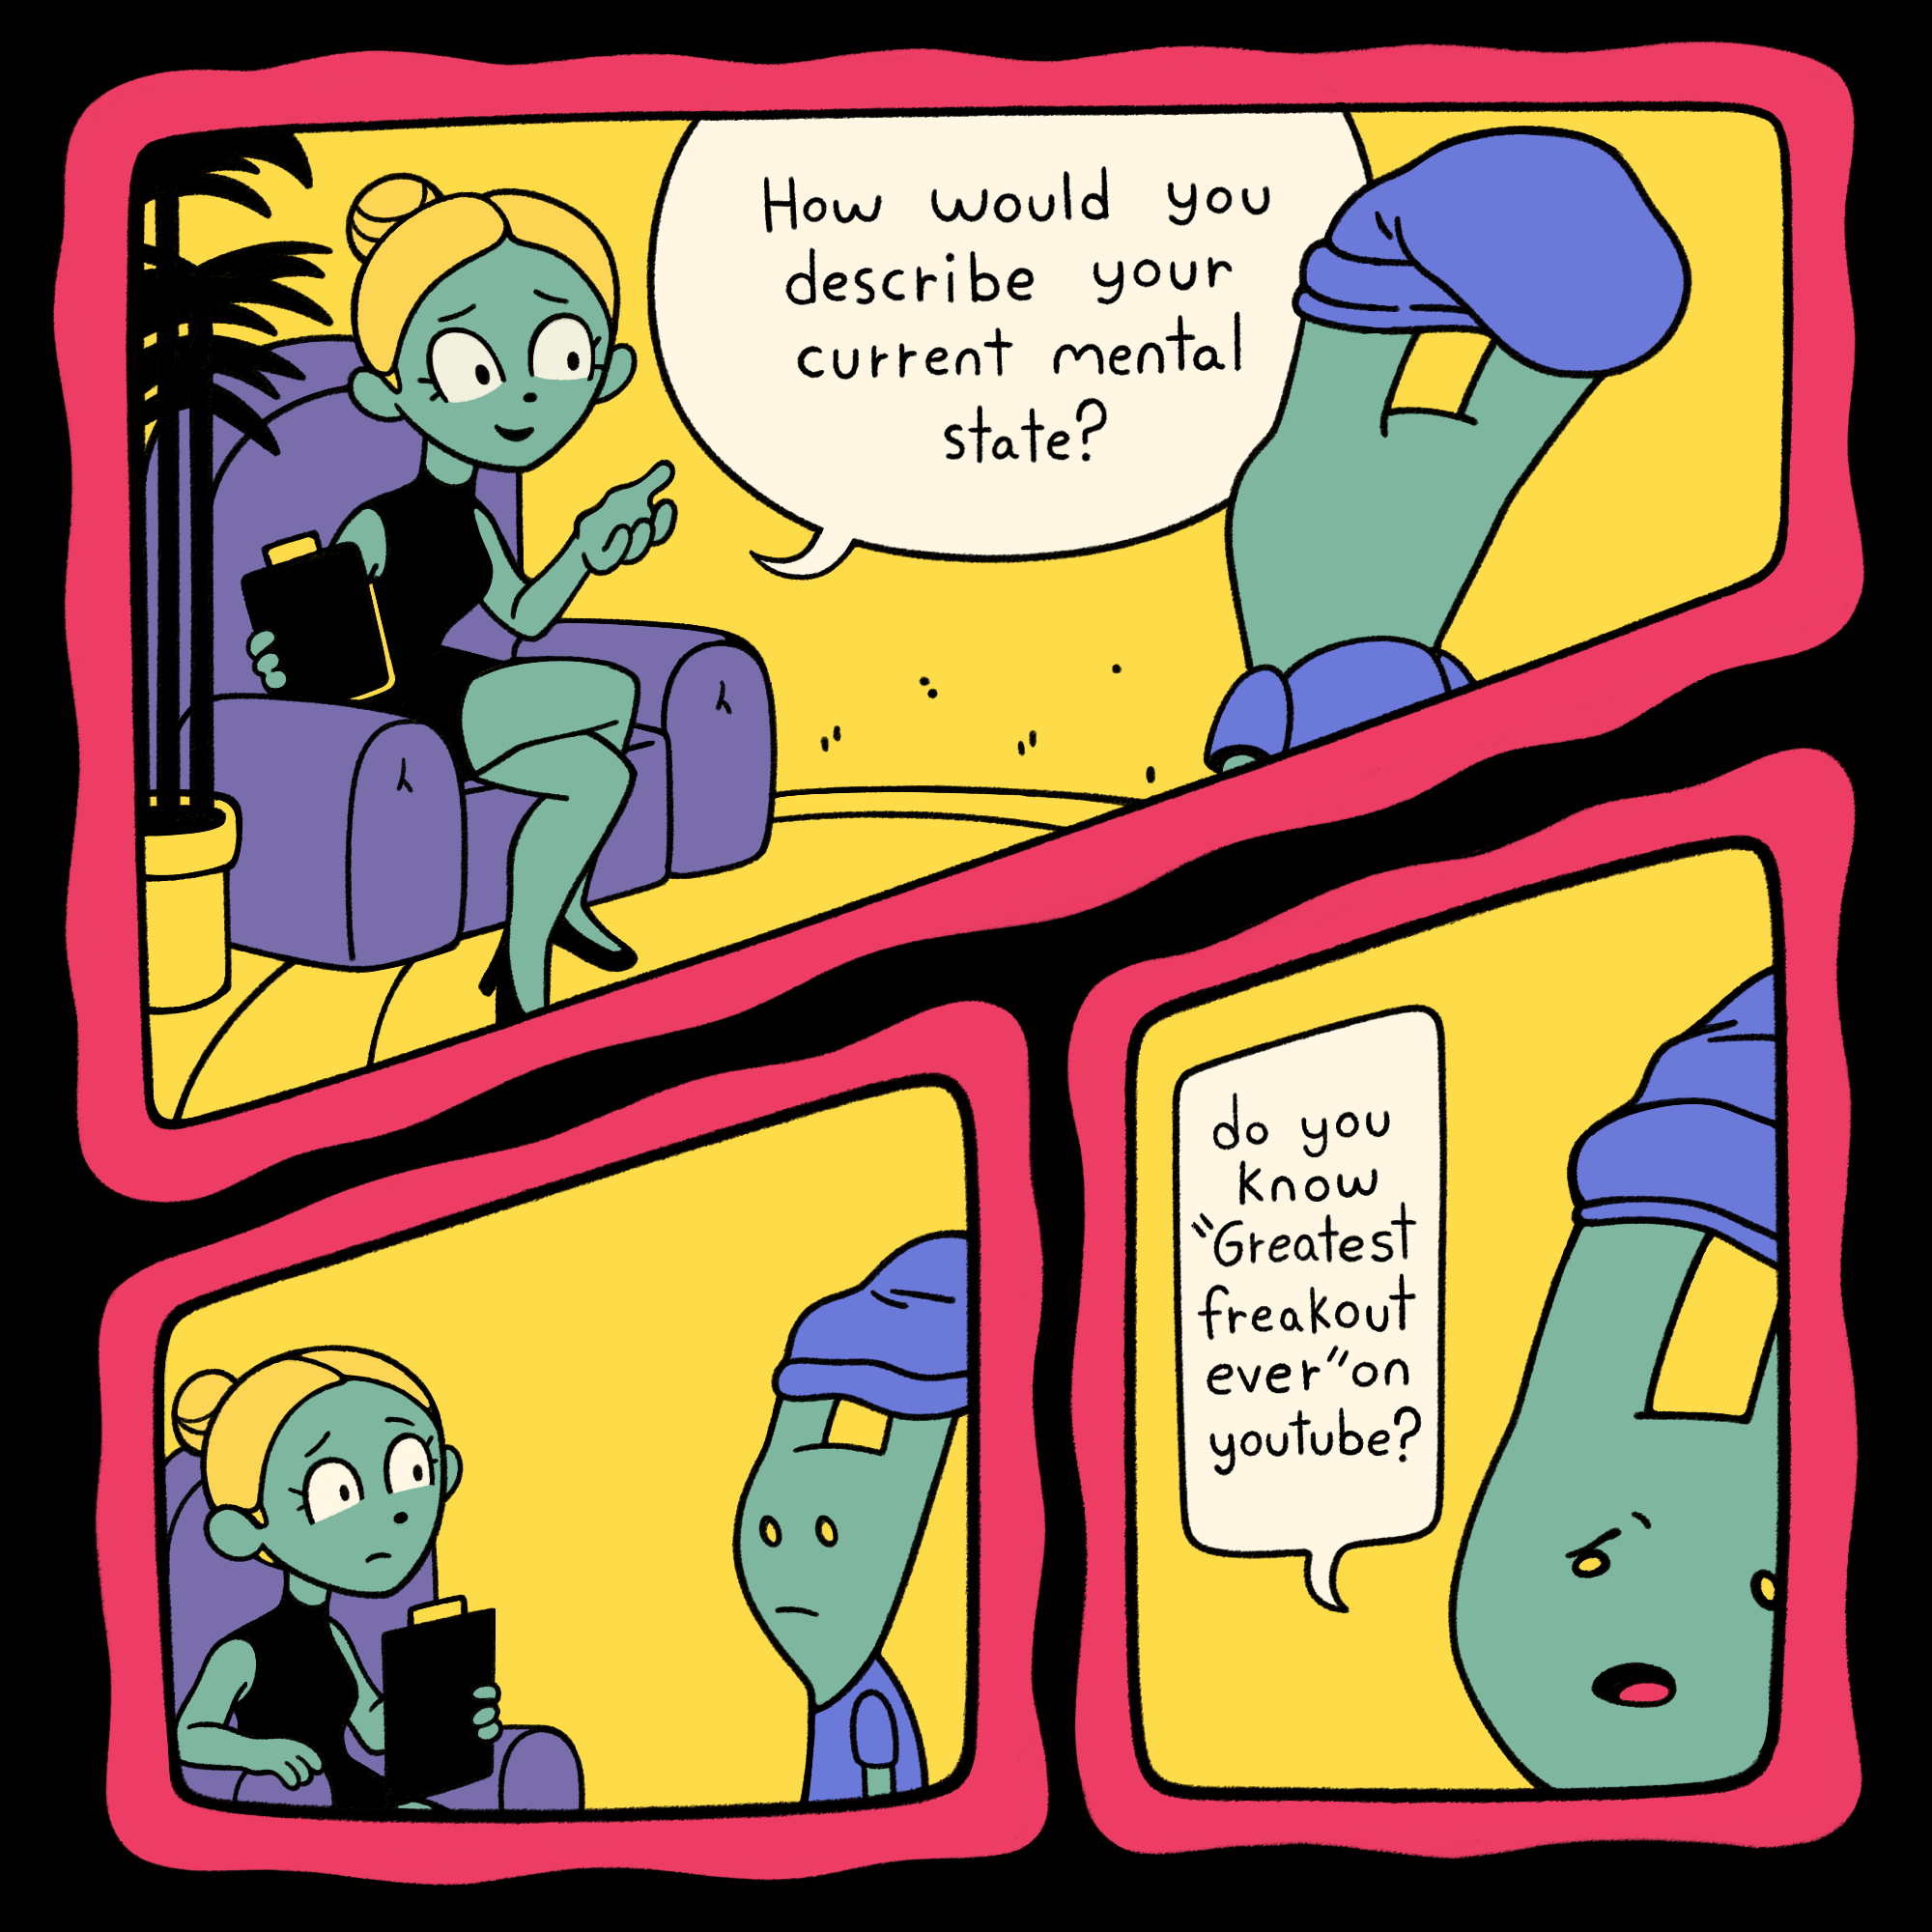 How would you
describe your
current mental
state?
do you
know
"Greatest
freakout
ever" on
youtube?